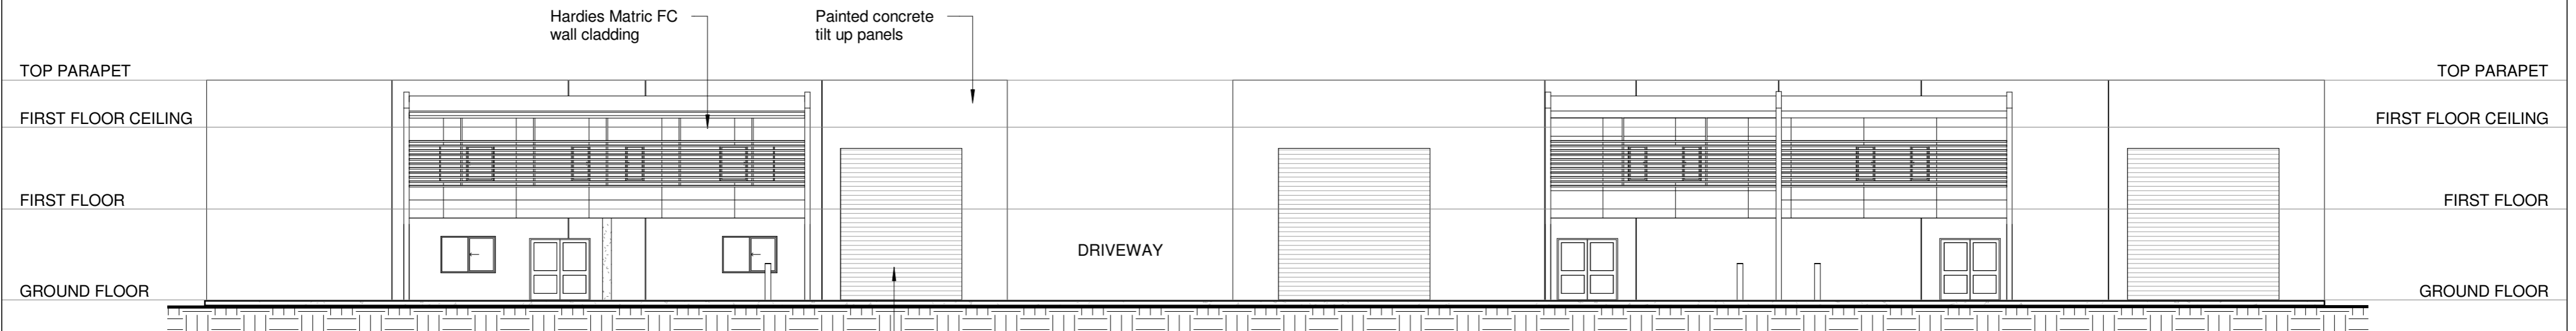 Hardies Matric FC
wall cladding
Painted concrete
tilt up panels
TOP PARAPET
TOP PARAPET
FIRST FLOOR CEILING
FIRST FLOOR CEILING
FIRST FLOOR
FIRST FLOOR
DRIVEWAY
GROUND FLOOR
GROUND FLOOR